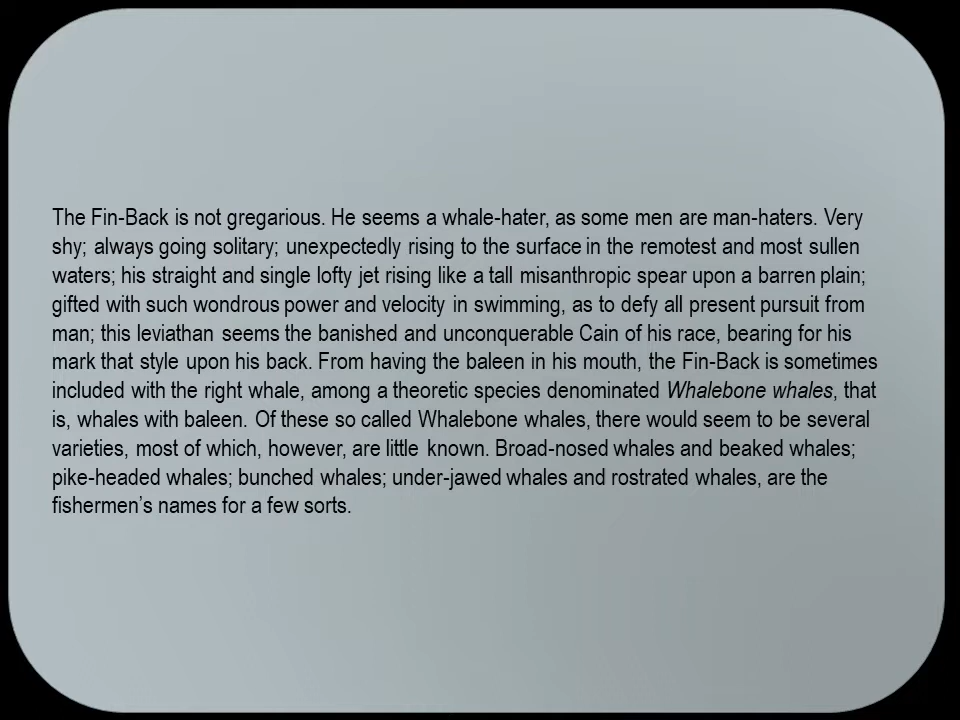 The Fin-Back is not gregarious. He seems a whale-hater, as some men are man-haters. Very
shy; always going solitary; unexpectedly rising to the surface in the remotest and most sullen
waters; his straight and single lofty jet rising like a tall misanthropic spear upon a barren plain;
gifted with such wondrous power and velocity in swimming, as to defy all present pursuit from
man; this leviathan seems the banished and unconquerable Cain of his race, bearing for his
mark that style upon his back. From having the baleen in his mouth, the Fin-Back is sometimes
included with the right whale, among a theoretic species denominated Whalebone whales, that
is, whales with baleen. Of these so called Whalebone whales, there would seem to be several
varieties, most of which, however, are little known. Broad-nosed whales and beaked whales;
pike-headed whales; bunched whales; under-jawed whales and rostrated whales, are the
fishermen’s names for a few sorts.